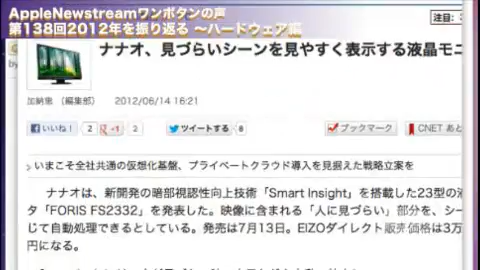 AppleNewstreamワンボタンの声
第138回2012年を振り返る ～ハードウェア編
注目: 3
ナナオ、見づらいシーンを見やすく表示する液晶モニ
by
加納恵 （編集部） 2012/06/14 16:21
いいね！ 2 +1 2 ツイートする 8 ブックマーク CNET あと
いまこそ全社共通の仮想化基盤、プライベートクラウド導入を見据えた戦略立案を
ナナオは、新開発の暗部視認性向上技術「Smart Insight」を搭載した23型の液
タ「FORIS FS2332」を発表した。映像に含まれる「人に見づらい」部分を、シー
じて自動処理できるとしている。発売は7月13日。EIZOダイレクト販売価格は3万
円になる。